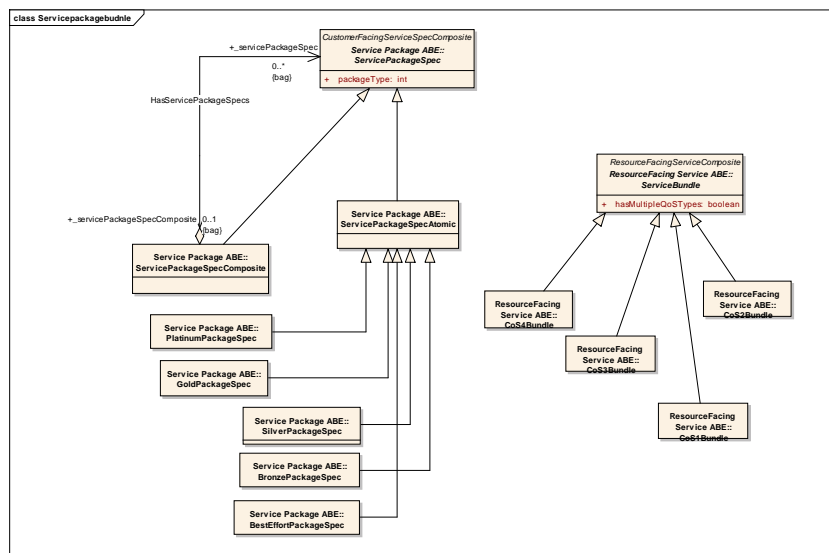 class Servicepackagebudnle
CustomerFacingServiceSpecComposite
Service Package ABE::
ServicePackageSpec
+ packageType: int
+_servicePackageSpec
0..*
{bag}
HasServicePackageSpecs
+_servicePackageSpecComposite
0..1
{bag}
Service Package ABE::
ServicePackageSpecComposite
Service Package ABE::
ServicePackageSpecAtomic
Service Package ABE::
PlatinumPackageSpec
Service Package ABE::
GoldPackageSpec
Service Package ABE::
SilverPackageSpec
Service Package ABE::
BronzePackageSpec
Service Package ABE::
BestEffortPackageSpec
ResourceFacingServiceComposite
ResourceFacing Service ABE::
ServiceBundle
+ hasMultipleQoSTypes: boolean
ResourceFacing
Service ABE::
CoS4Bundle
ResourceFacing
Service ABE::
CoS3Bundle
ResourceFacing
Service ABE::
CoS2Bundle
ResourceFacing
Service ABE::
CoS1Bundle